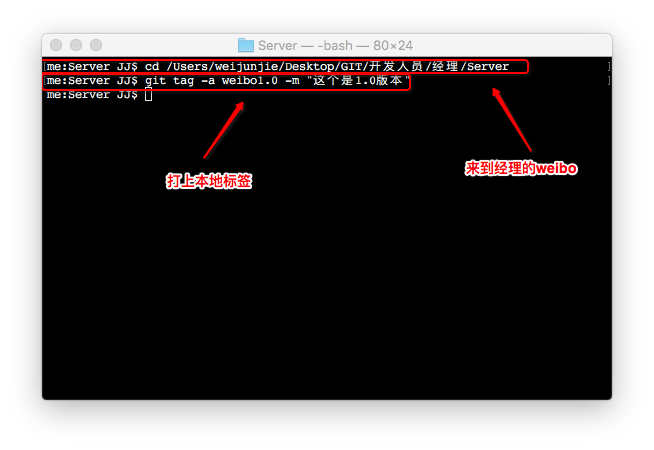 Server — -bash — 80×24
me:Server JJ$ cd /Users/weijunjie/Desktop/GIT/开发人员/经理/Server
me:Server JJ$ git tag -a weibo1.0 -m "这个是1.0版本"
me:Server JJ$
打上本地标签
来到经理的weibo